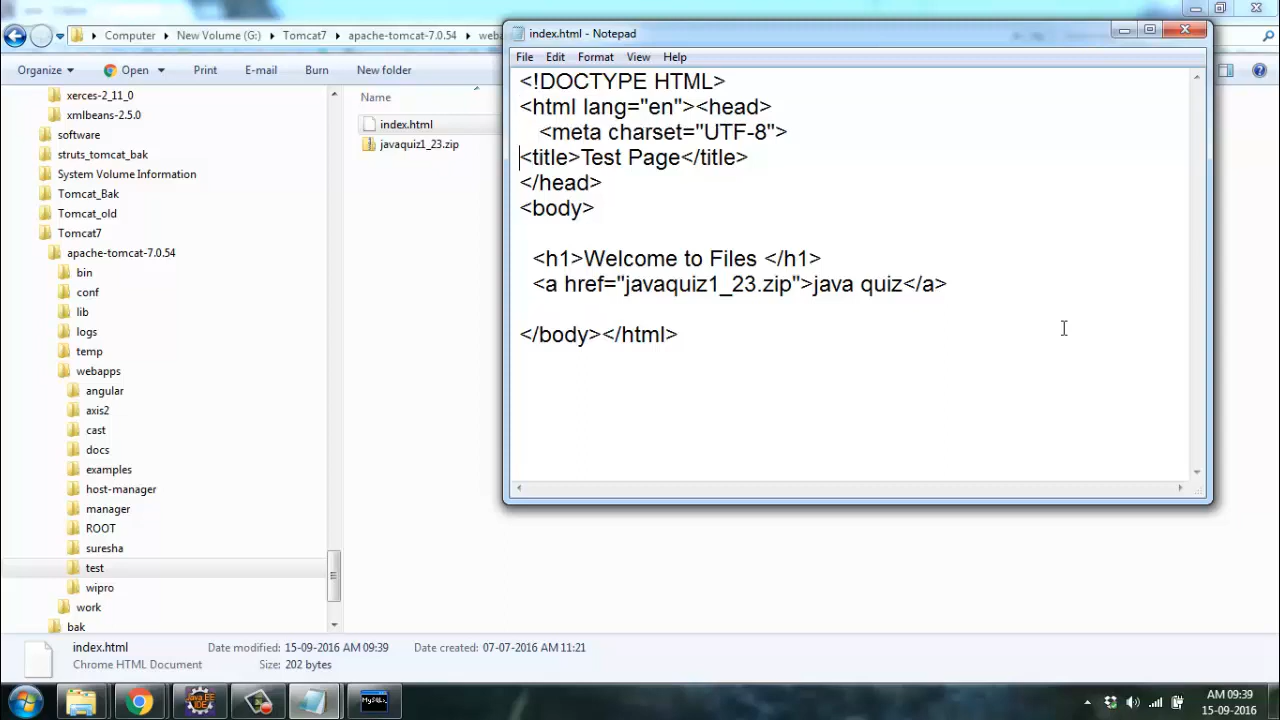 Computer
New Volume (G:)
Tomcat7
apache-tomcat-7.0.54
Organize
Open
Print
E-mail
Burn
New folder
xerces-2_11_0
xmlbeans-2.5.0
software
struts_tomcat_bak
System Volume Information
Tomcat_Bak
Tomcat_old
Tomcat7
apache-tomcat-7.0.54
bin
conf
lib
logs
temp
webapps
angular
axis2
cast
docs
examples
host-manager
manager
ROOT
suresha
test
wipro
work
bak
Name
index.html
javaquiz1_23.zip
index.html - Notepad
File Edit Format View Help
<!DOCTYPE HTML>
<html lang="en"><head>
<meta charset="UTF-8">
<title>Test Page</title>
</head>
<body>
<h1>Welcome to Files </h1>
<a href="javaquiz1_23.zip">java quiz</a>
</body></html>
index.html
Date modified: 15-09-2016 AM 09:39
Date created: 07-07-2016 AM 11:21
Chrome HTML Document
Size: 202 bytes
Java EE
IDE
AM 09:39
15-09-2016